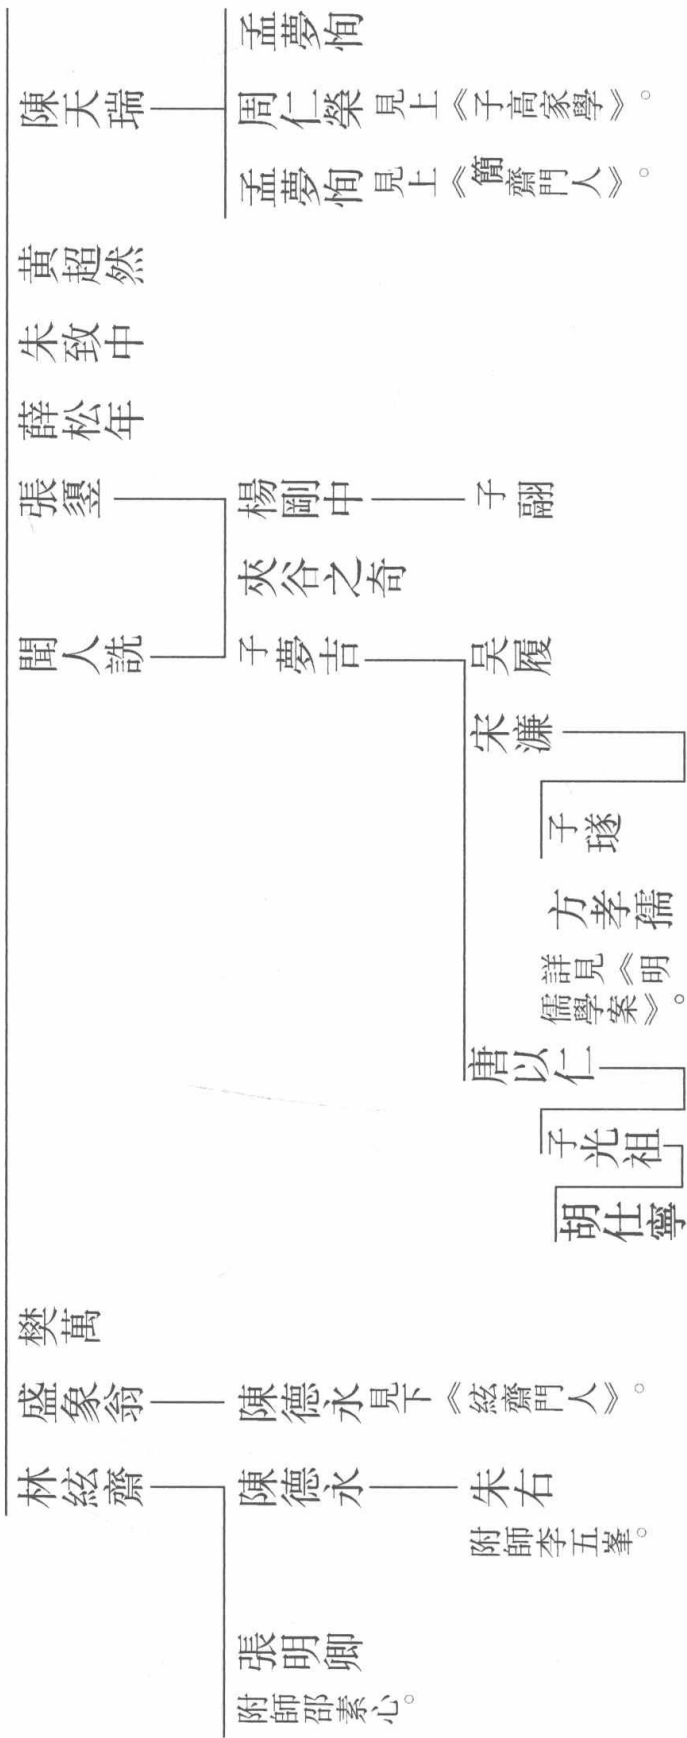 孟夢恂
陳天瑞 周仁榮 見上《子高家學》。
孟夢恂 見上《簡齋門人》。
黃超然
朱致中
薛松年
張䇓 楊剛中 子翮
夾谷之奇
聞人詵 子夢吉 吴履
宋濂
子璲
方孝孺
詳見《明
儒學案》。
唐以仁
子光祖
胡仕寧
樊萬
盛象翁 陳德永 見下《絃齋門人》。
林絃齋 陳德永 朱右
附師李五峯。
張明卿
附師邵素心。